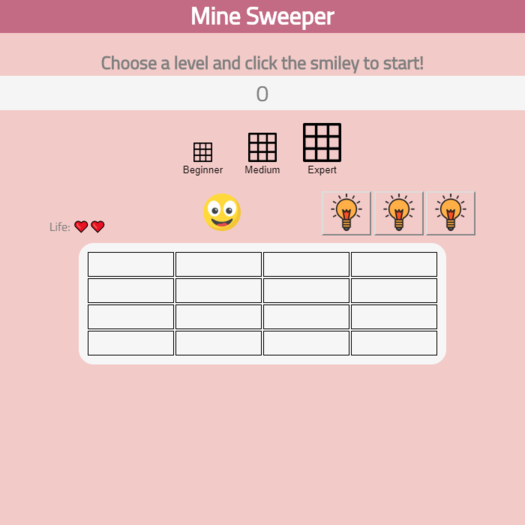 Mine Sweeper
Choose a level and click the smiley to start!
0
Beginner Medium Expert
Life: